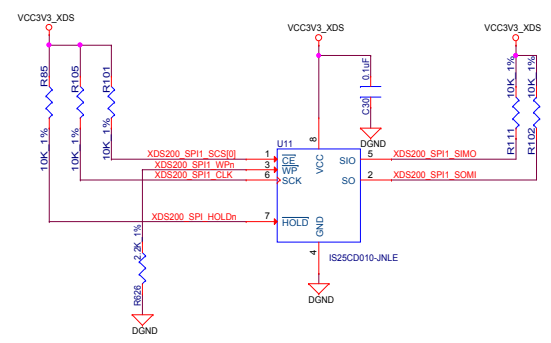 VCC3V3_XDS
VCC3V3_XDS
VCC3V3_XDS
R85
R105
R101
10K 1%
10K 1%
10K 1%
0.1uF
C30
DGND
10K 1%
10K 1%
R111
R102
U11
XDS200_SPI1_SCS[0]
1
CE
XDS200_SPI1_WPn
3
WP
XDS200_SPI1_CLK
6
SCK
XDS200_SPI_HOLDn
7
HOLD
8
VCC
SIO
5
XDS200_SPI1_SIMO
SO
2
XDS200_SPI1_SOMI
GND
4
IS25CD010-JNLE
2.2K 1%
R626
DGND
DGND